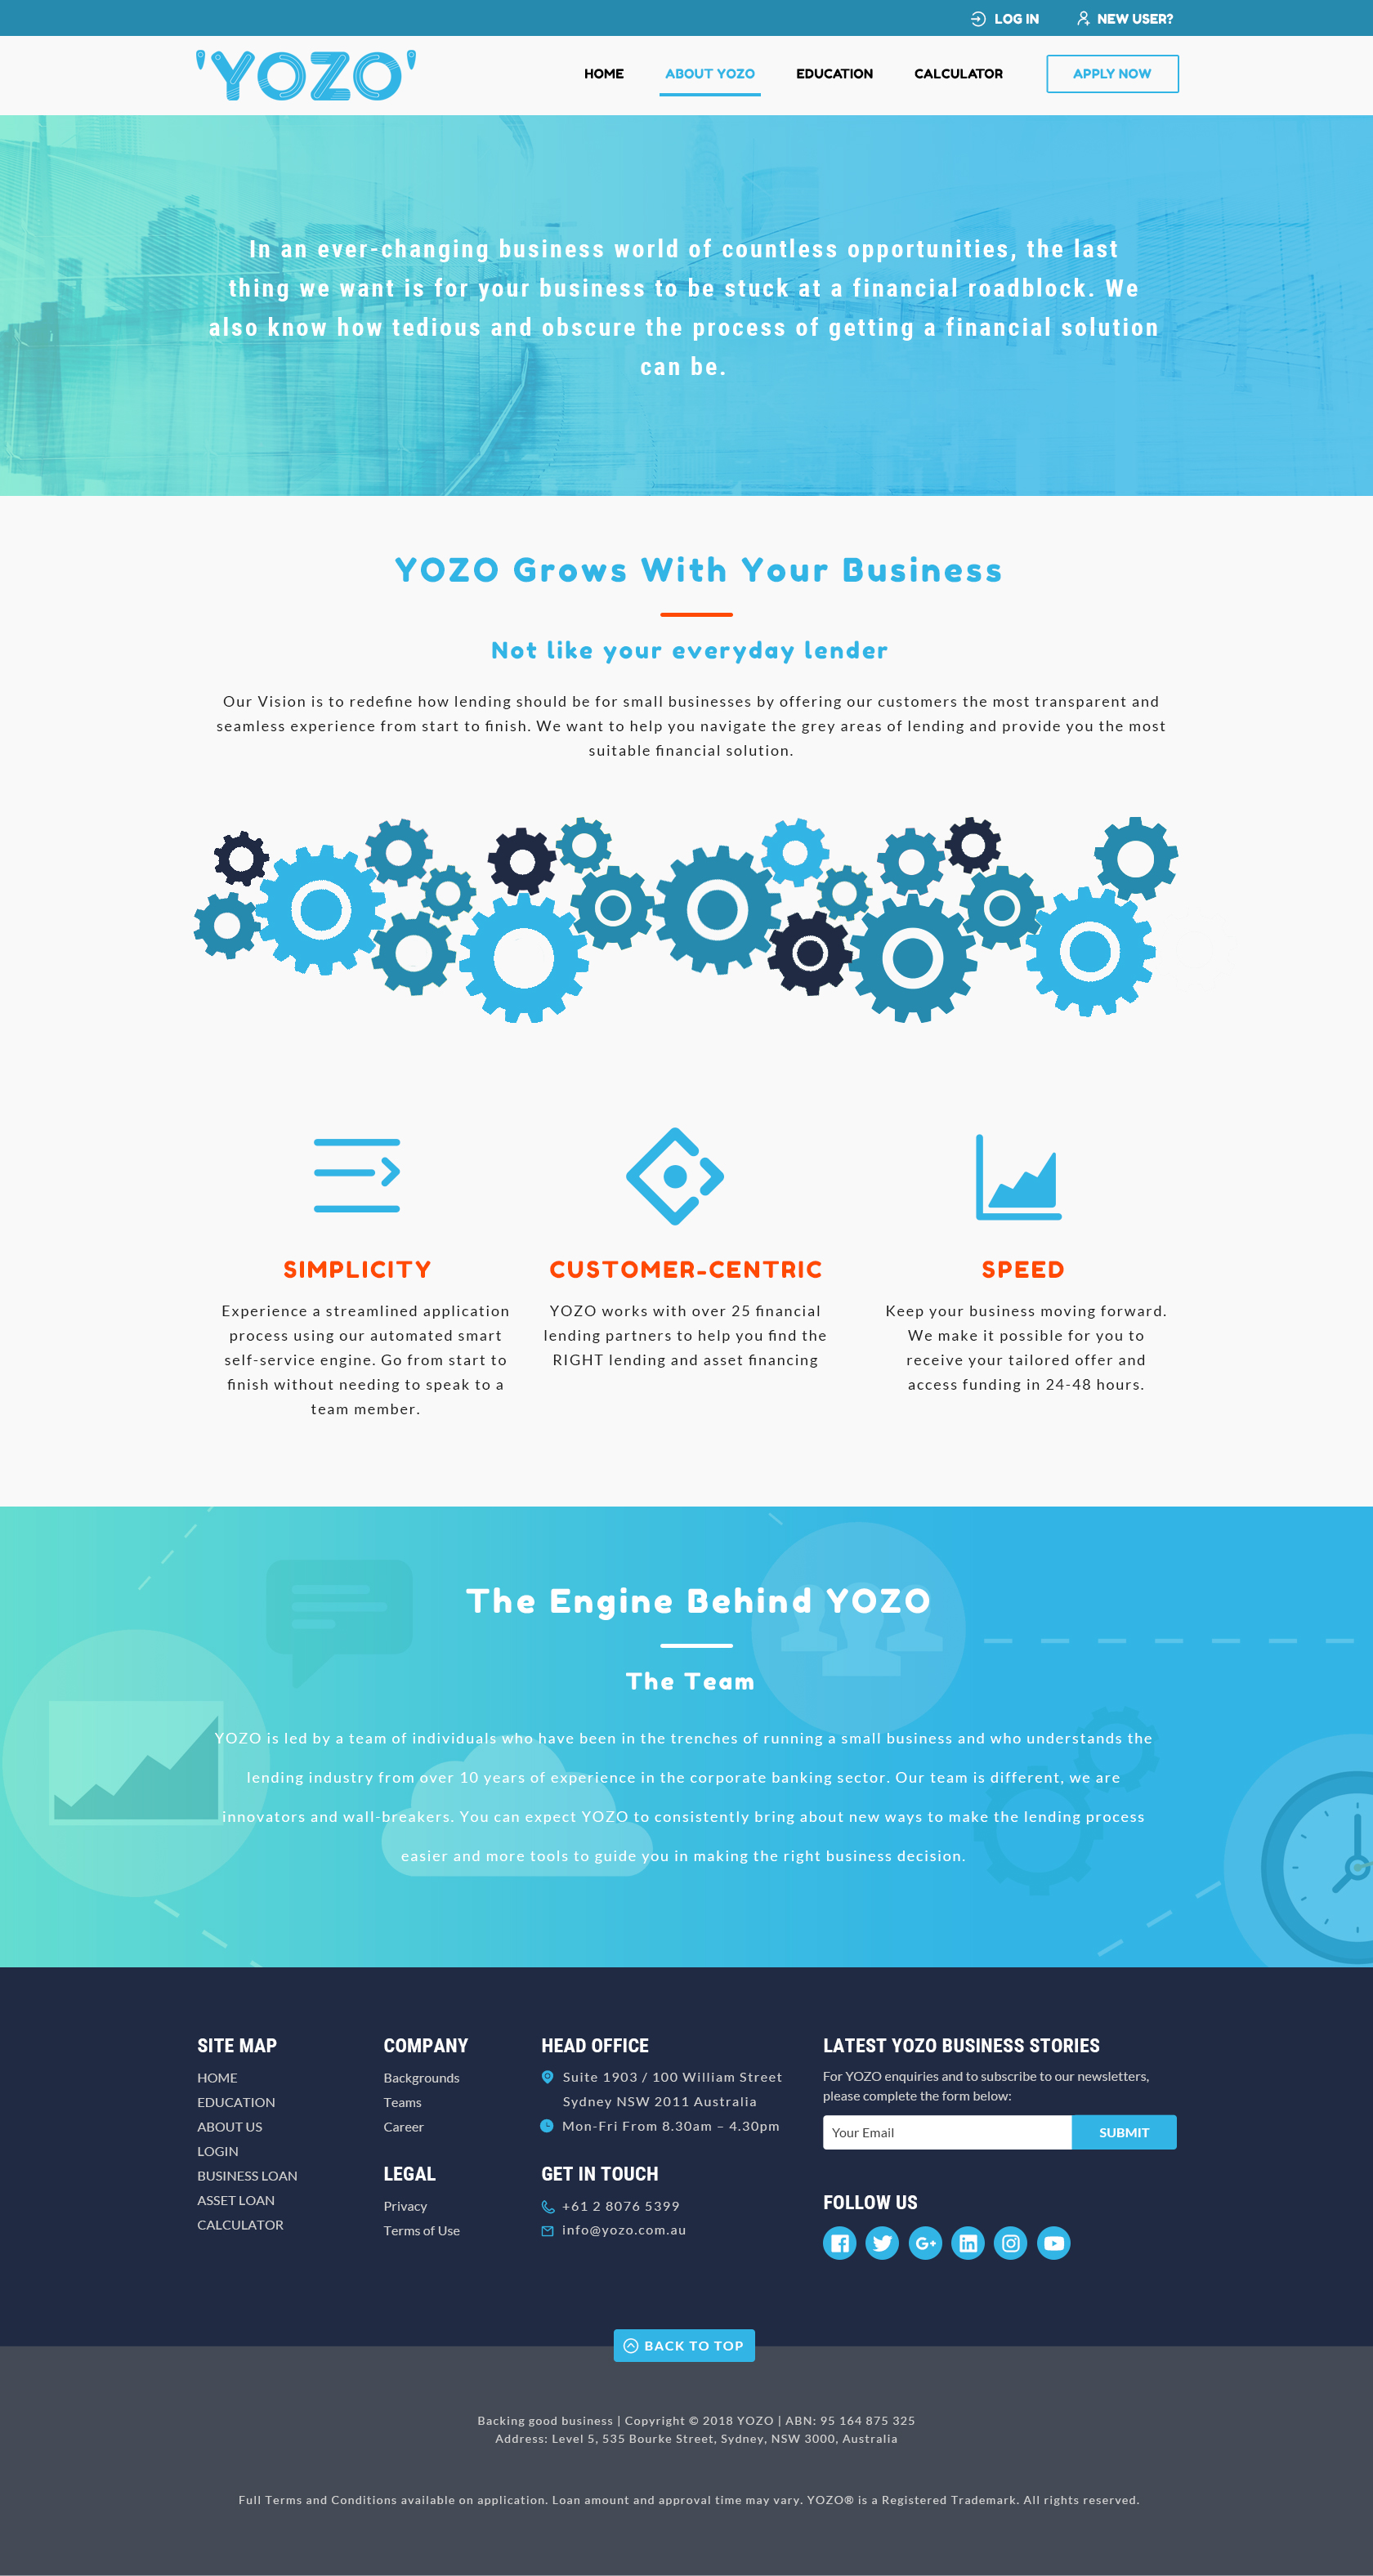 LOG IN
NEW USER?
'YOZO'
HOME
ABOUT YOZO
EDUCATION
CALCULATOR
APPLY NOW
In an ever-changing business world of countless opportunities, the last
thing we want is for your business to be stuck at a financial roadblock. We
also know how tedious and obscure the process of getting a financial solution
can be.
YOZO Grows With Your Business
Not like your everyday lender
Our Vision is to redefine how lending should be for small businesses by offering our customers the most transparent and
seamless experience from start to finish. We want to help you navigate the grey areas of lending and provide you the most
suitable financial solution.
SIMPLICITY
Experience a streamlined application
process using our automated smart
self-service engine. Go from start to
finish without needing to speak to a
team member.
CUSTOMER-CENTRIC
YOZO works with over 25 financial
lending partners to help you find the
RIGHT lending and asset financing
SPEED
Keep your business moving forward.
We make it possible for you to
receive your tailored offer and
access funding in 24-48 hours.
The Engine Behind YOZO
The Team
YOZO is led by a team of individuals who have been in the trenches of running a small business and who understands the
lending industry from over 10 years of experience in the corporate banking sector. Our team is different, we are
innovators and wall-breakers. You can expect YOZO to consistently bring about new ways to make the lending process
easier and more tools to guide you in making the right business decision.
SITE MAP
HOME
EDUCATION
ABOUT US
LOGIN
BUSINESS LOAN
ASSET LOAN
CALCULATOR
COMPANY
Backgrounds
Teams
Career
LEGAL
Privacy
Terms of Use
HEAD OFFICE
Suite 1903 / 100 William Street
Sydney NSW 2011 Australia
Mon-Fri From 8.30am – 4.30pm
GET IN TOUCH
+61 2 8076 5399
info@yozo.com.au
LATEST YOZO BUSINESS STORIES
For YOZO enquiries and to subscribe to our newsletters,
please complete the form below:
Your Email
SUBMIT
FOLLOW US
BACK TO TOP
Backing good business | Copyright © 2018 YOZO | ABN: 95 164 875 325
Address: Level 5, 535 Bourke Street, Sydney, NSW 3000, Australia
Full Terms and Conditions available on application. Loan amount and approval time may vary. YOZO® is a Registered Trademark. All rights reserved.